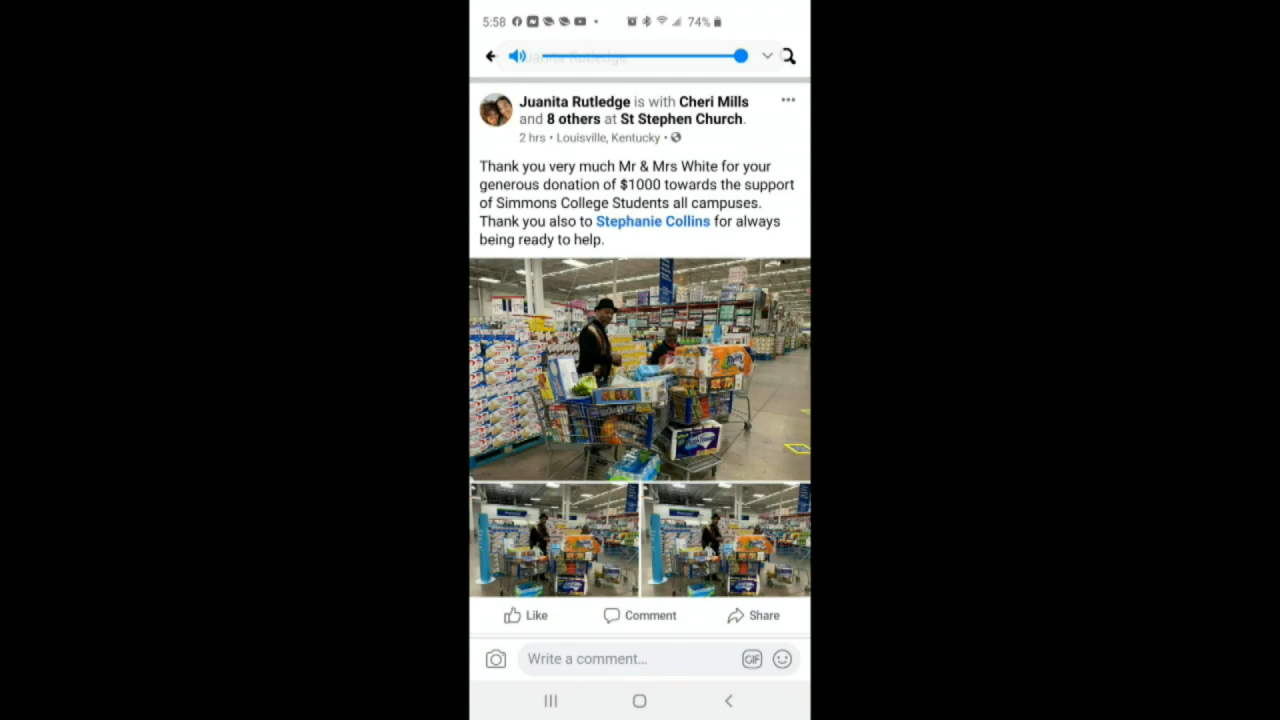 5:58
74%
Juanita Rutledge
Juanita Rutledge is with Cheri Mills
and 8 others at St Stephen Church.
2 hrs • Louisville, Kentucky •
Thank you very much Mr & Mrs White for your
generous donation of $1000 towards the support
of Simmons College Students all campuses.
Thank you also to Stephanie Collins for always
being ready to help.
Like Comment Share
Write a comment...
GIF